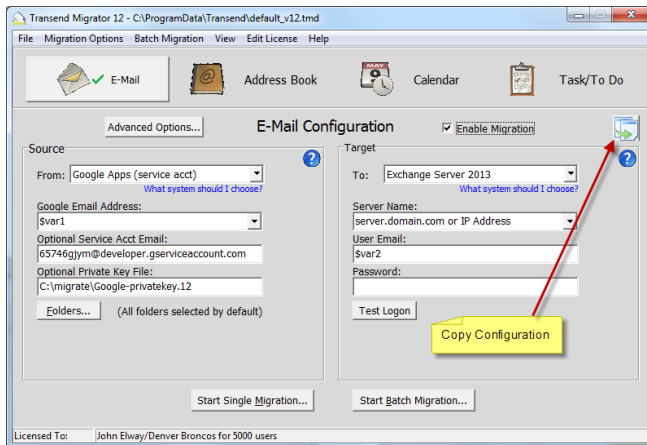 Transend Migrator 12 - C:\ProgramData\Transend\default_v12.tmd
File Migration Options Batch Migration View Edit License Help
E-Mail Address Book MAY 9 Calendar Task/To Do
Advanced Options... E-Mail Configuration Enable Migration
Source
From: Google Apps (service acct)
What system should I choose?
Google Email Address:
$var1
Optional Service Acct Email:
65746gjym@developer.gserviceaccount.com
Optional Private Key File:
C:\migrate\Google-privatekey.12
Folders... (All folders selected by default)
Target
To: Exchange Server 2013
What system should I choose?
Server Name:
server.domain.com or IP Address
User Email:
$var2
Password:
Test Logon
Copy Configuration
Start Single Migration... Start Batch Migration...
Licensed To: John Elway/Denver Broncos for 5000 users